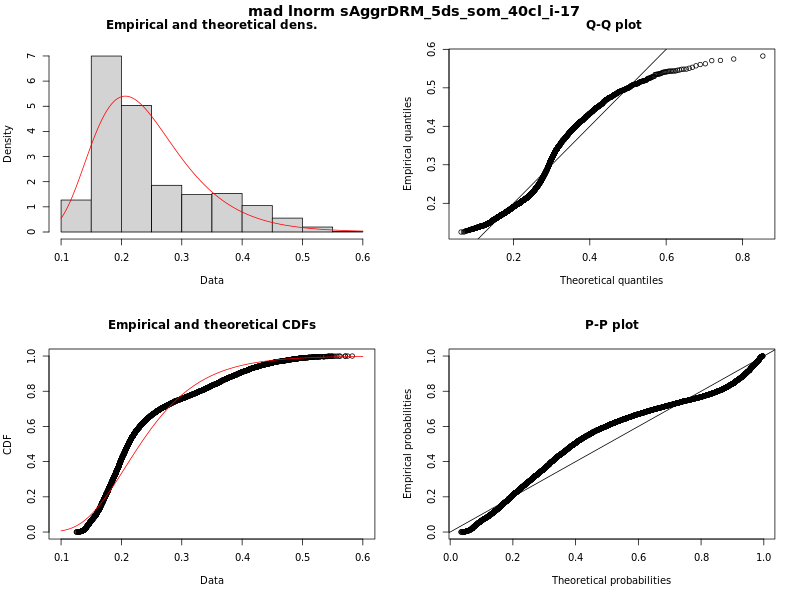 mad lnorm sAggrDRM_5ds_som_40cl_i-17
Empirical and theoretical dens.
Density
0 1 2 3 4 5 6 7
0.1 0.2 0.3 0.4 0.5 0.6
Data
Q-Q plot
Empirical quantiles
0.2 0.3 0.4 0.5 0.6
0.2 0.4 0.6 0.8
Theoretical quantiles
Empirical and theoretical CDFs
CDF
0.0 0.2 0.4 0.6 0.8 1.0
0.1 0.2 0.3 0.4 0.5 0.6
Data
P-P plot
Empirical probabilities
0.0 0.2 0.4 0.6 0.8 1.0
0.0 0.2 0.4 0.6 0.8 1.0
Theoretical probabilities